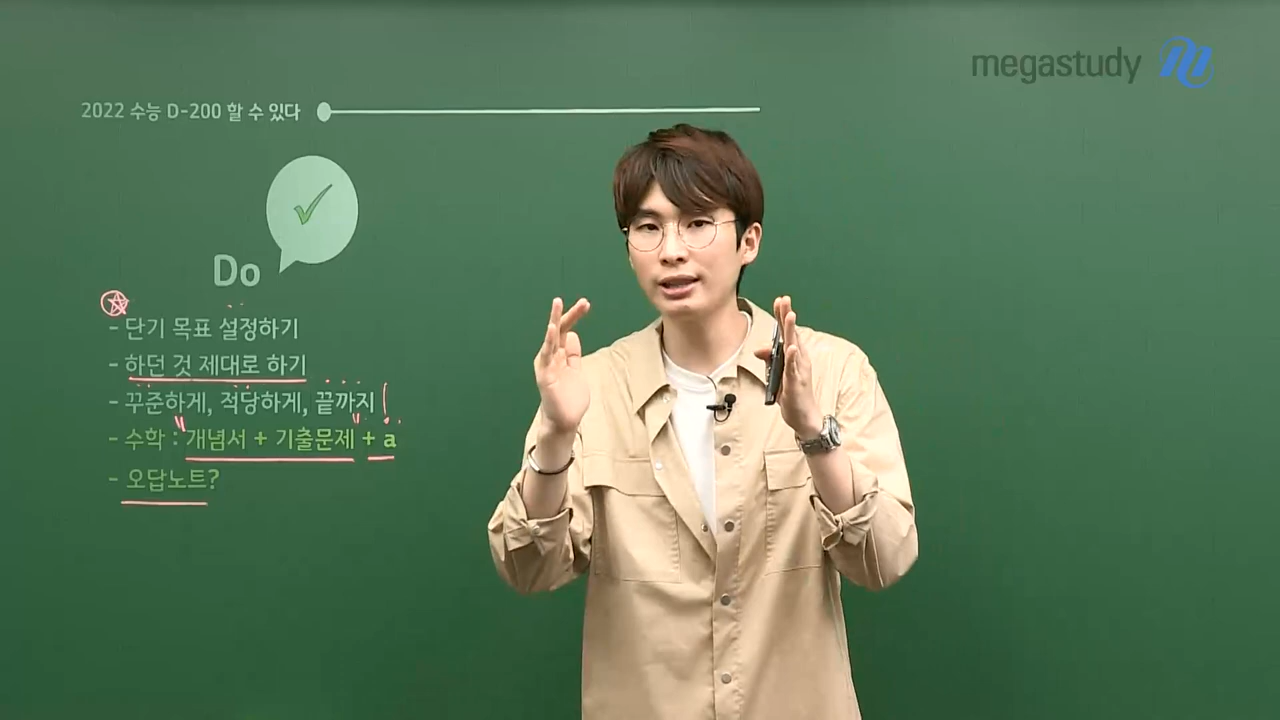 megastudy
2022 수능 D-200 할 수 있다
Do
- 단기 목표 설정하기
- 하던 것 제대로 하기
- 꾸준하게, 적당하게, 끝까지!
- 수학 : "개념서 + 기출문제" + a
- 오답노트?